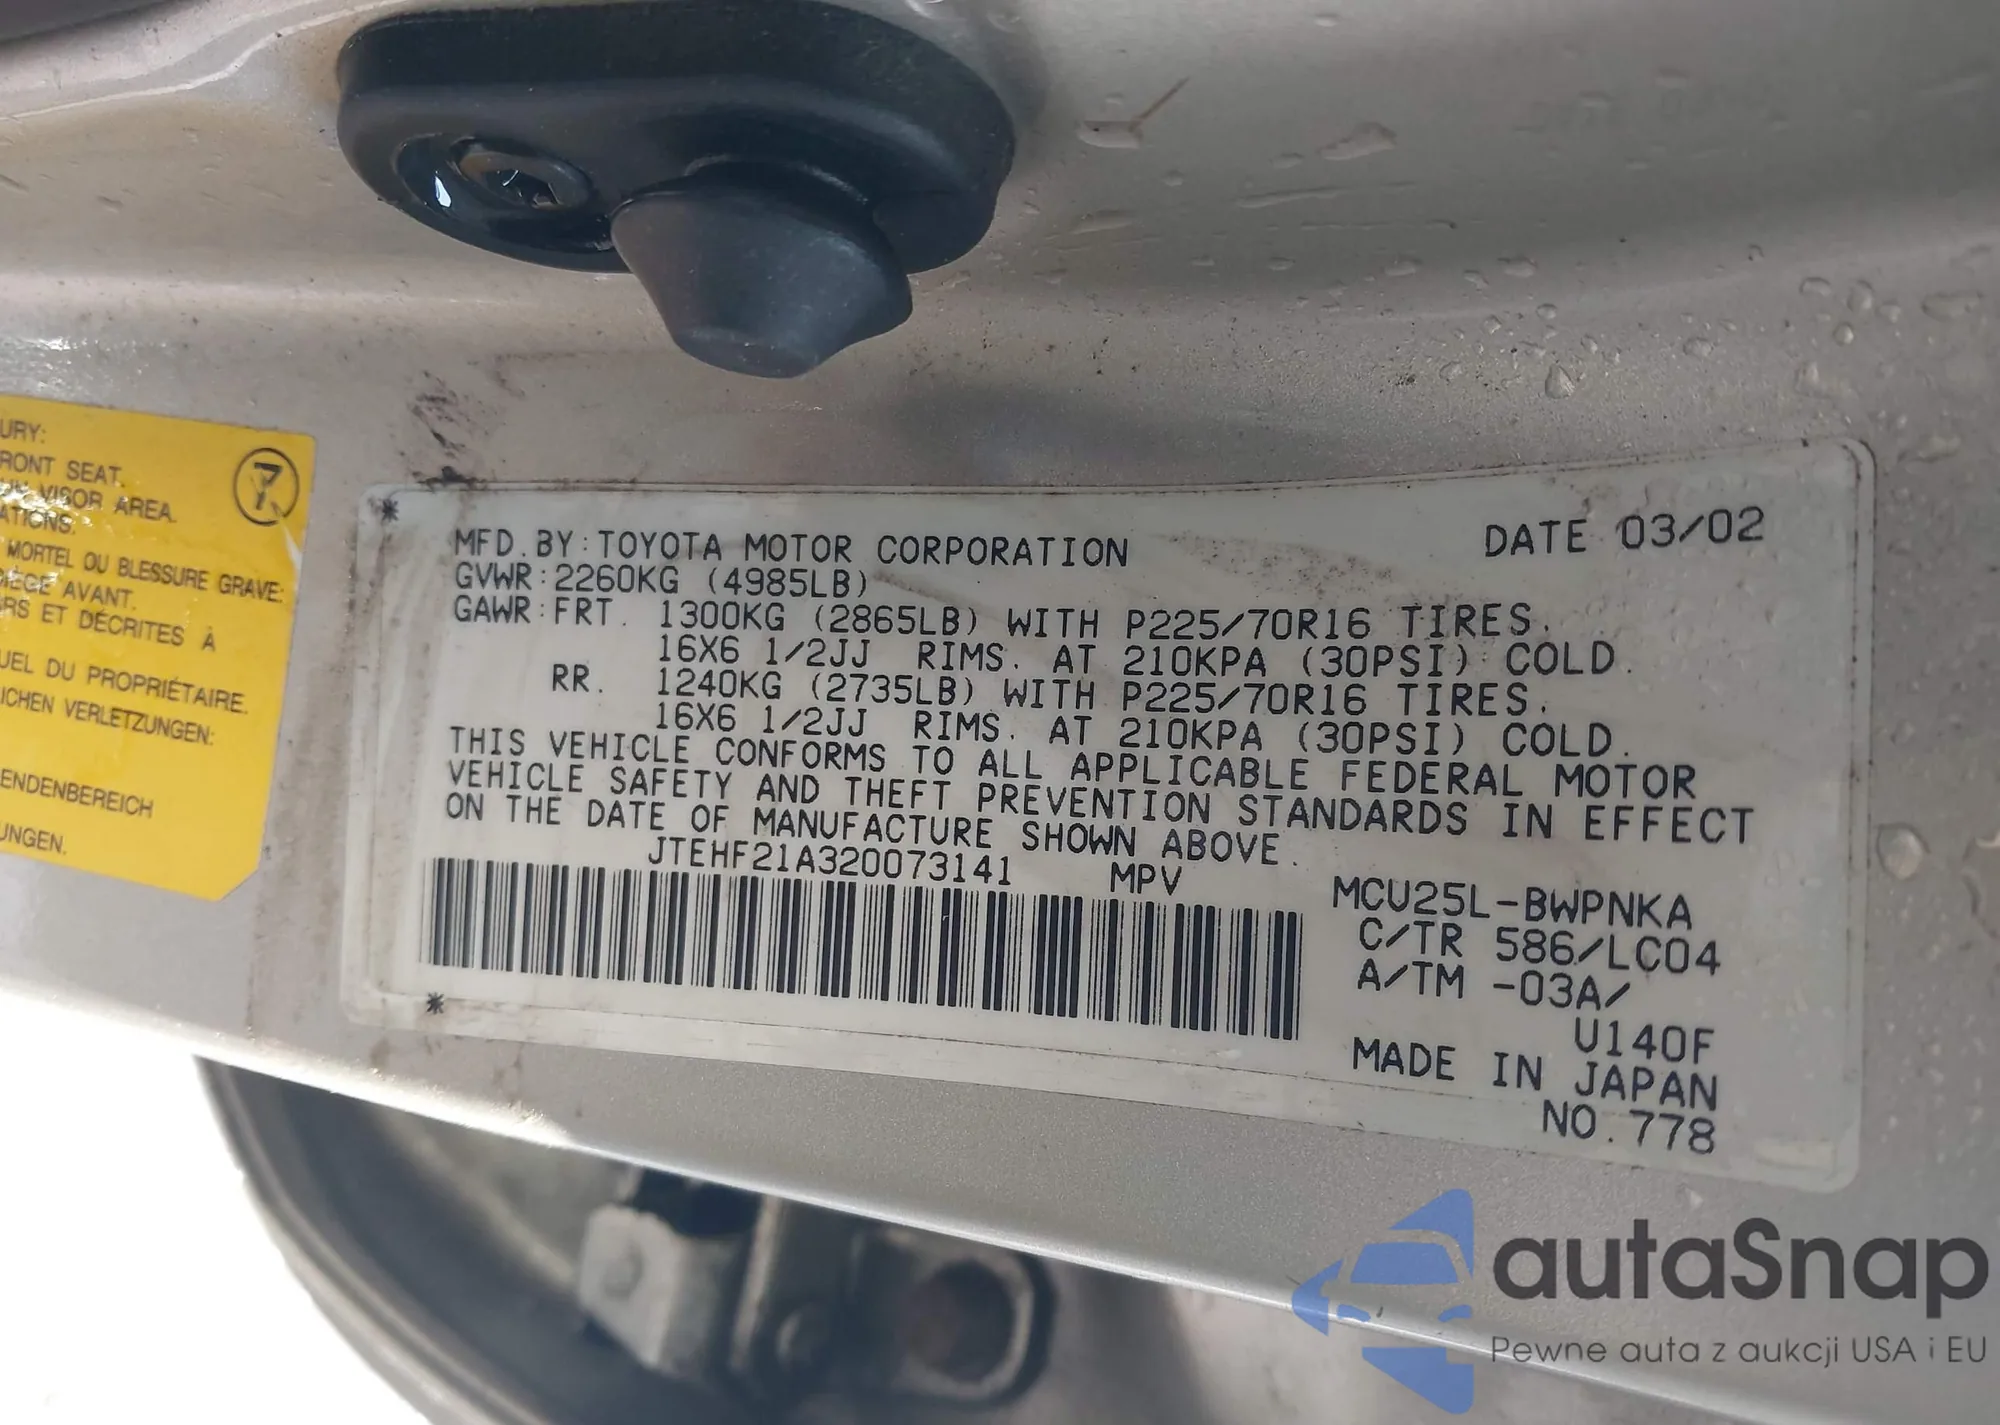 URY:
RONT SEAT.
WN VISOR AREA.
ATIONS.
MORTEL OU BLESSURE GRAVE:
IÈGE AVANT.
RS ET DÉCRITES À
UEL DU PROPRIÉTAIRE.
ICHEN VERLETZUNGEN:
ENDENBEREICH
UNGEN.
7
*
MFD. BY: TOYOTA MOTOR CORPORATION DATE 03/02
GVWR: 2260KG (4985LB)
GAWR: FRT. 1300KG (2865LB) WITH P225/70R16 TIRES.
16X6 1/2JJ RIMS. AT 210KPA (30PSI) COLD.
RR. 1240KG (2735LB) WITH P225/70R16 TIRES.
16X6 1/2JJ RIMS. AT 210KPA (30PSI) COLD.
THIS VEHICLE CONFORMS TO ALL APPLICABLE FEDERAL MOTOR
VEHICLE SAFETY AND THEFT PREVENTION STANDARDS IN EFFECT
ON THE DATE OF MANUFACTURE SHOWN ABOVE.
JTEHF21A320073141 MPV
MCU25L-BWPNKA
C/TR 586/LC04
A/TM -03A/
U140F
MADE IN JAPAN
NO. 778
*
autaSnap
Pewne auta z aukcji USA i EU